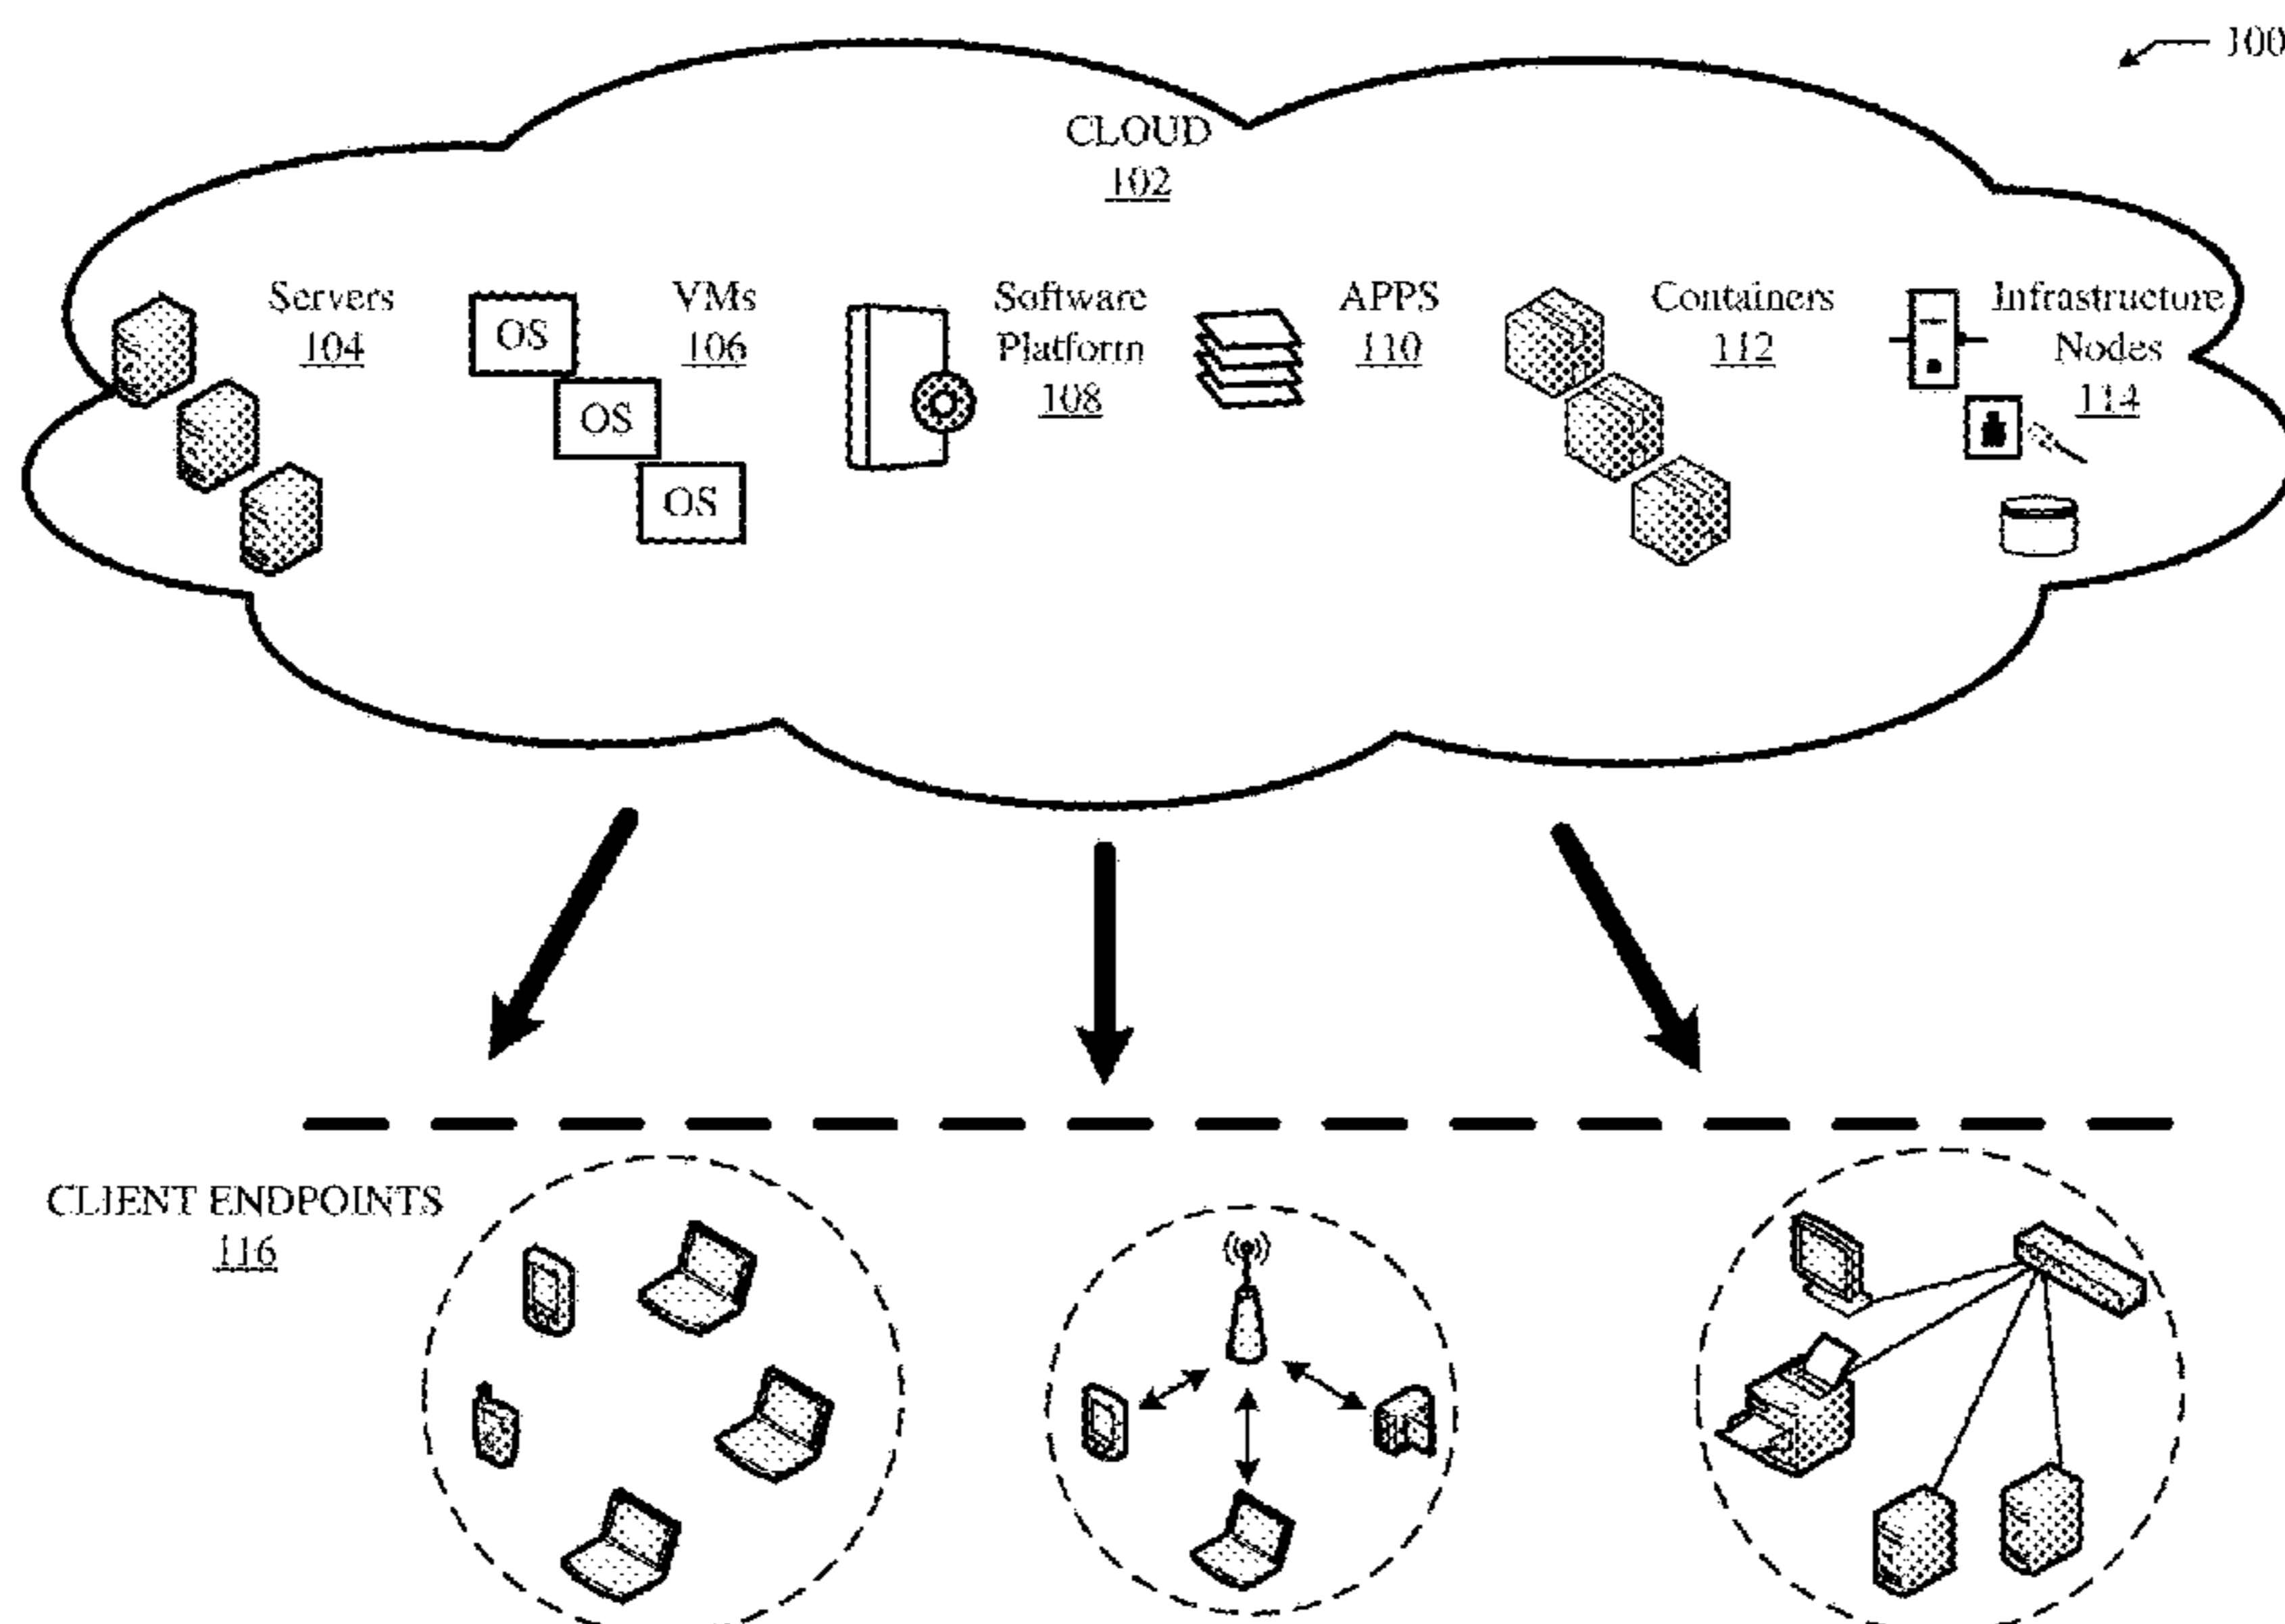 100
CLOUD
102
Servers
104
OS
OS
OS
VMs
106
Software
Platform
108
APPS
110
Containers
112
Infrastructure
Nodes
114
CLIENT ENDPOINTS
116